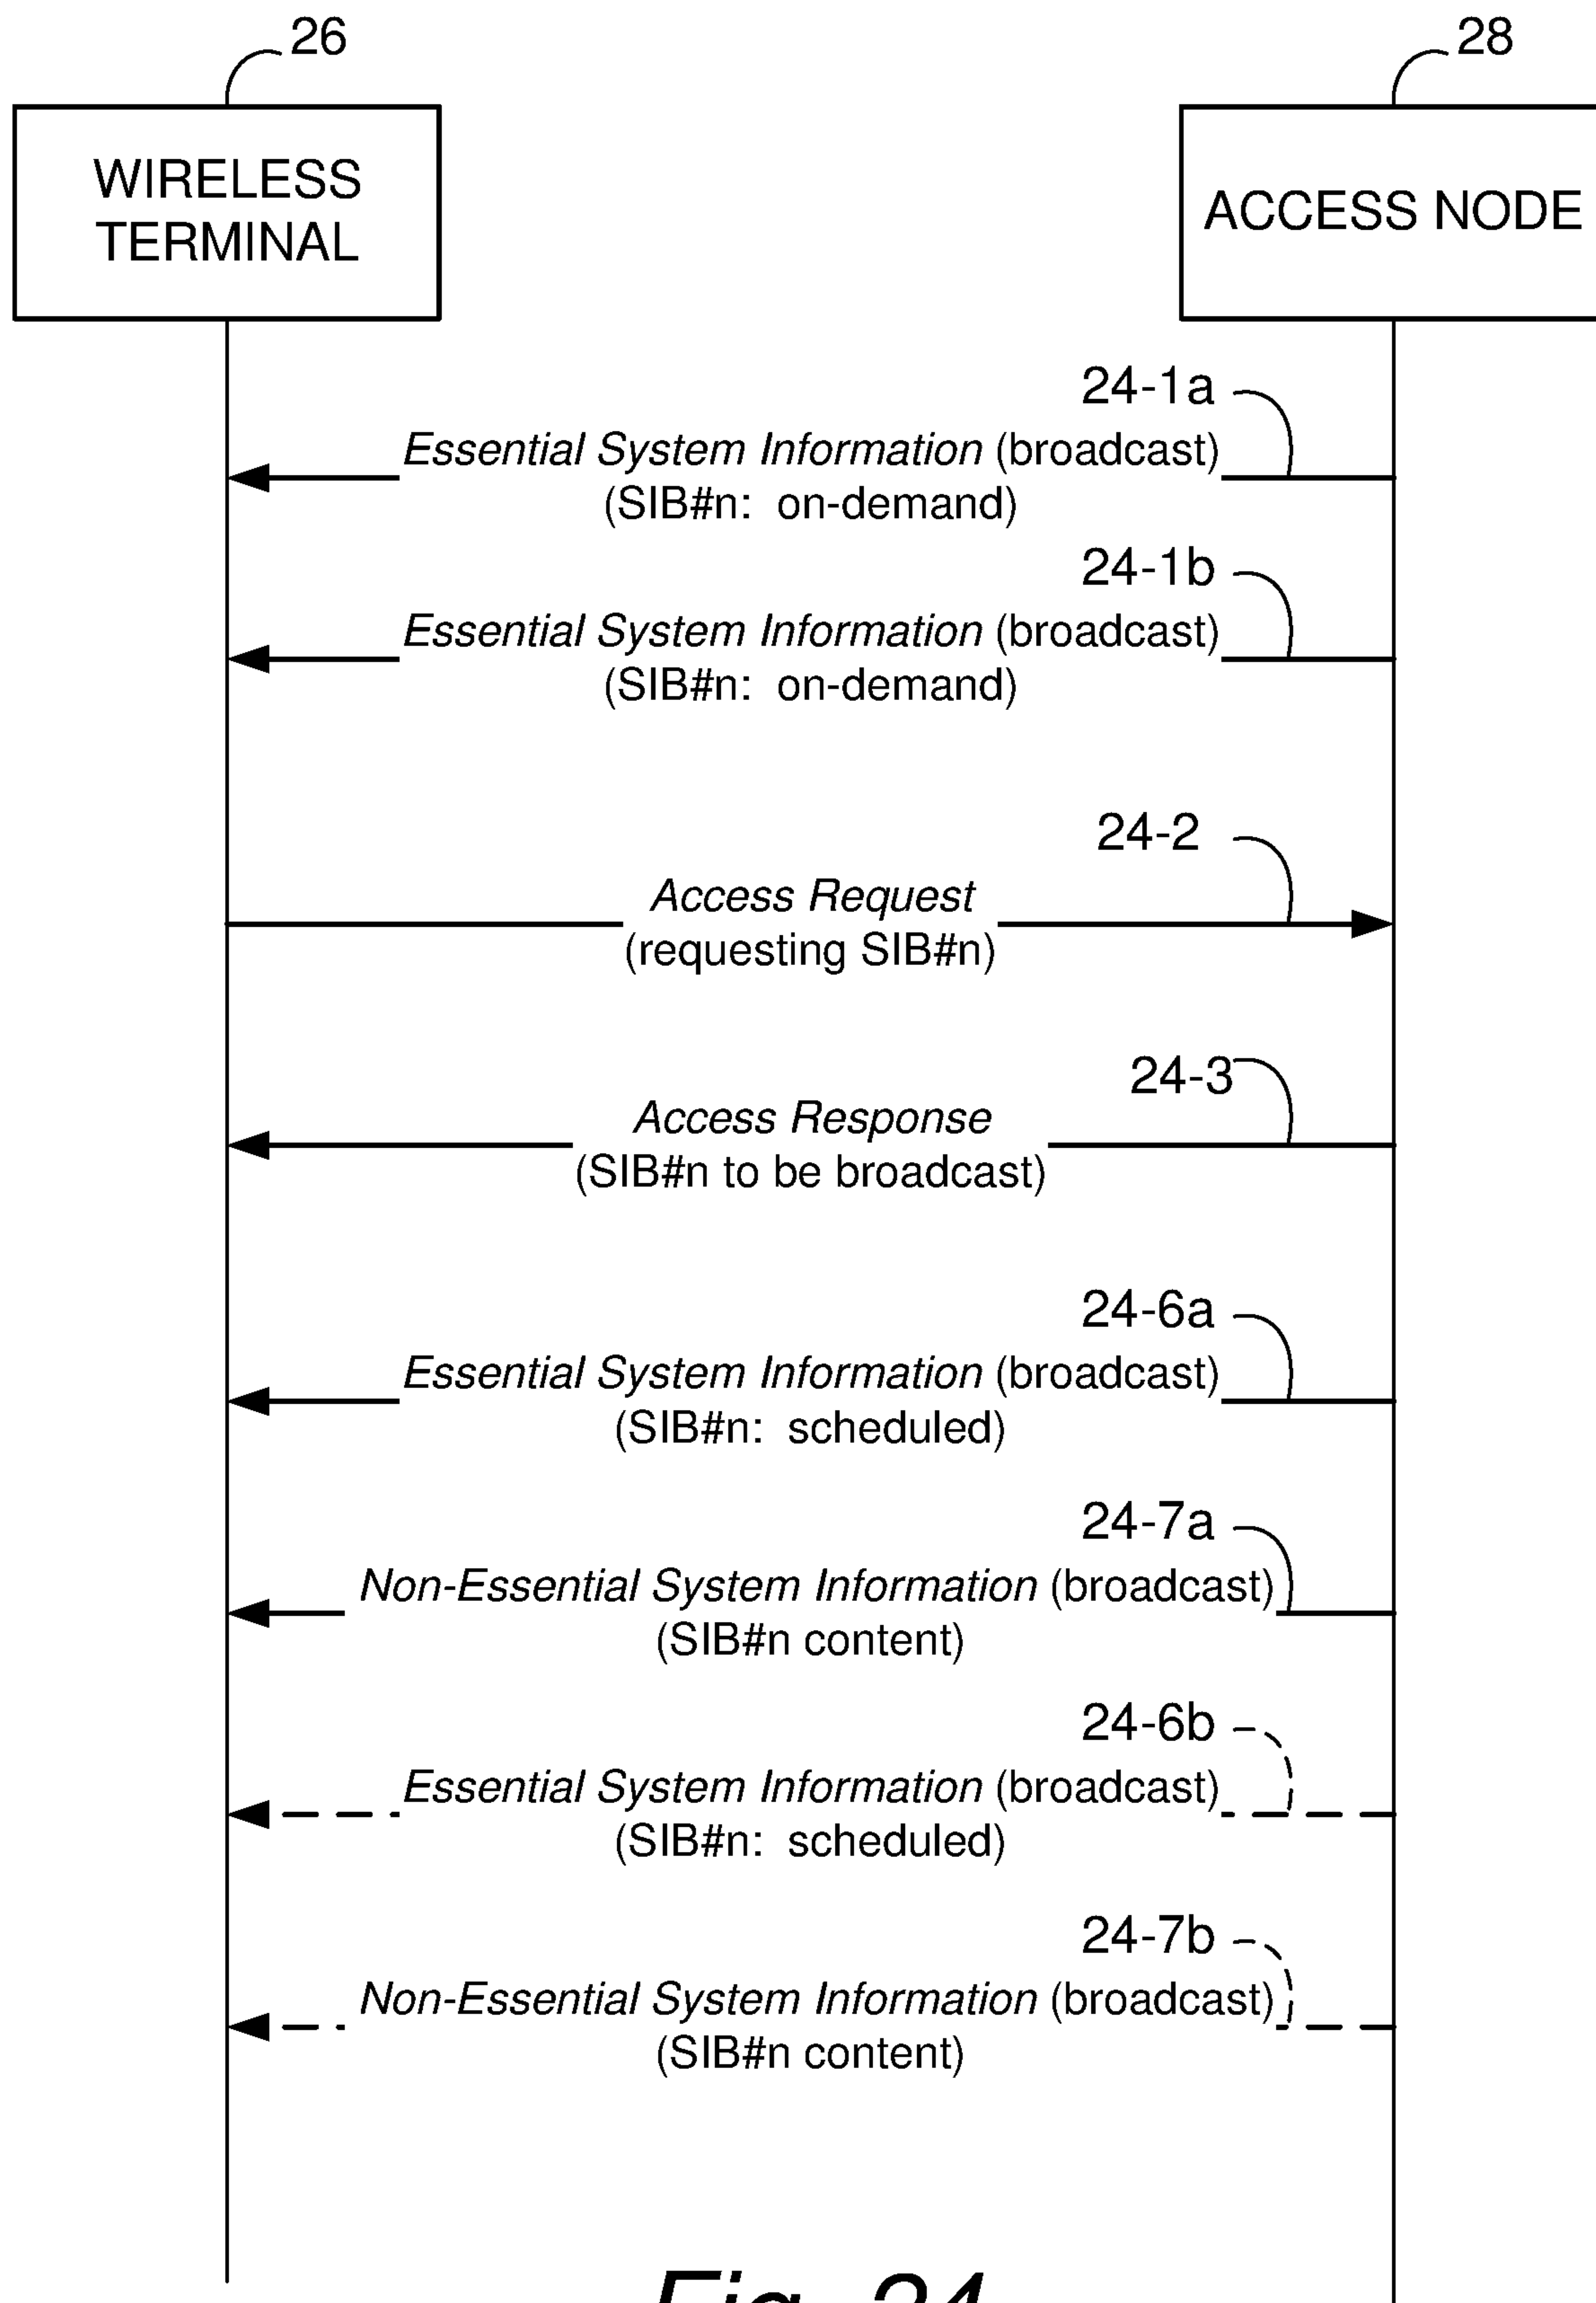 26
28
WIRELESS
TERMINAL
ACCESS NODE
24-1a
Essential System Information (broadcast)
(SIB#n: on-demand)
24-1b
Essential System Information (broadcast)
(SIB#n: on-demand)
24-2
Access Request
(requesting SIB#n)
24-3
Access Response
(SIB#n to be broadcast)
24-6a
Essential System Information (broadcast)
(SIB#n: scheduled)
24-7a
Non-Essential System Information (broadcast)
(SIB#n content)
24-6b
Essential System Information (broadcast)
(SIB#n: scheduled)
24-7b
Non-Essential System Information (broadcast)
(SIB#n content)
Fig. 24